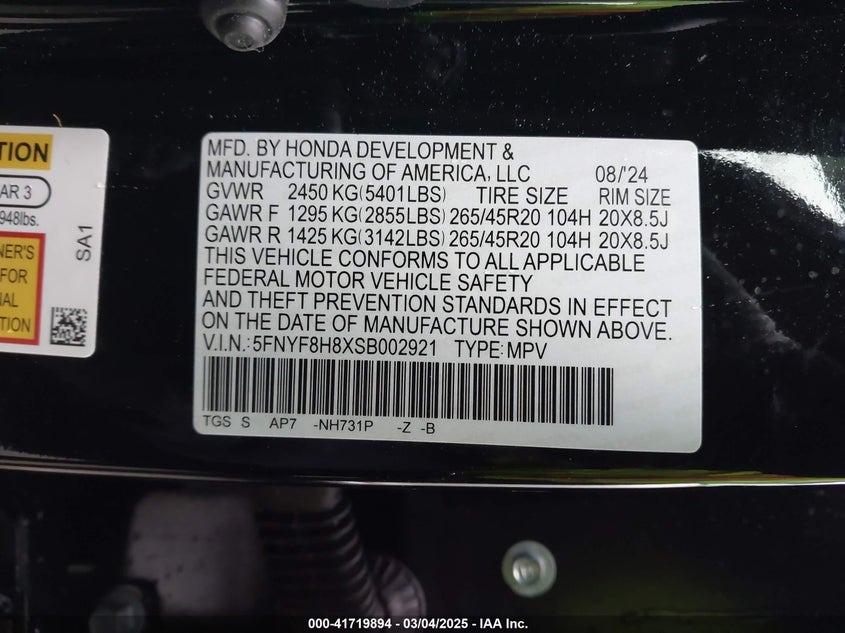 TION
AR 3
948lbs.
NER'S
FOR
IAL
TION
SA1
MFD. BY HONDA DEVELOPMENT &
MANUFACTURING OF AMERICA, LLC 08/'24
GVWR 2450 KG(5401LBS) TIRE SIZE RIM SIZE
GAWR F 1295 KG(2855LBS) 265/45R20 104H 20X8.5J
GAWR R 1425 KG(3142LBS) 265/45R20 104H 20X8.5J
THIS VEHICLE CONFORMS TO ALL APPLICABLE
FEDERAL MOTOR VEHICLE SAFETY
AND THEFT PREVENTION STANDARDS IN EFFECT
ON THE DATE OF MANUFACTURE SHOWN ABOVE.
V.I.N.:5FNYF8H8XSB002921 TYPE:MPV
TGS S AP7 -NH731P -Z -B
000-41719894 - 03/04/2025 - IAA Inc.